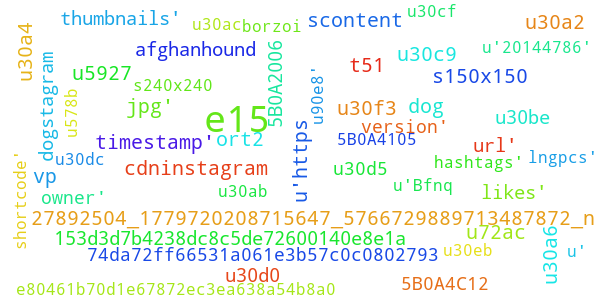 thumbnails'
u30ac
borzoi
scontent
u30cf
u30a2
u30a4
afghanhound
u'20144786'
dogstagram
u5927
5B0A2006
t51
u30c9
s150x150
s240x240
u90e8'
u578b
jpg'
e15
u30f3
dog
u30be
timestamp'
ort2
version'
5B0A4105
url'
u30dc
cdninstagram
u'https
u30d5
hashtags'
lngpcs'
shortcode'
vp
owner'
u30ab
u'Bfnq
likes'
27892504_1779720208715647_5766729889713487872_n
153d3d7b4238dc8c5de72600140e8e1a
u72ac
74da72ff66531a061e3b57c0c0802793
u30eb
u30a6
u'
u30d0
5B0A4C12
e80461b70d1e67872ec3ea638a54b8a0